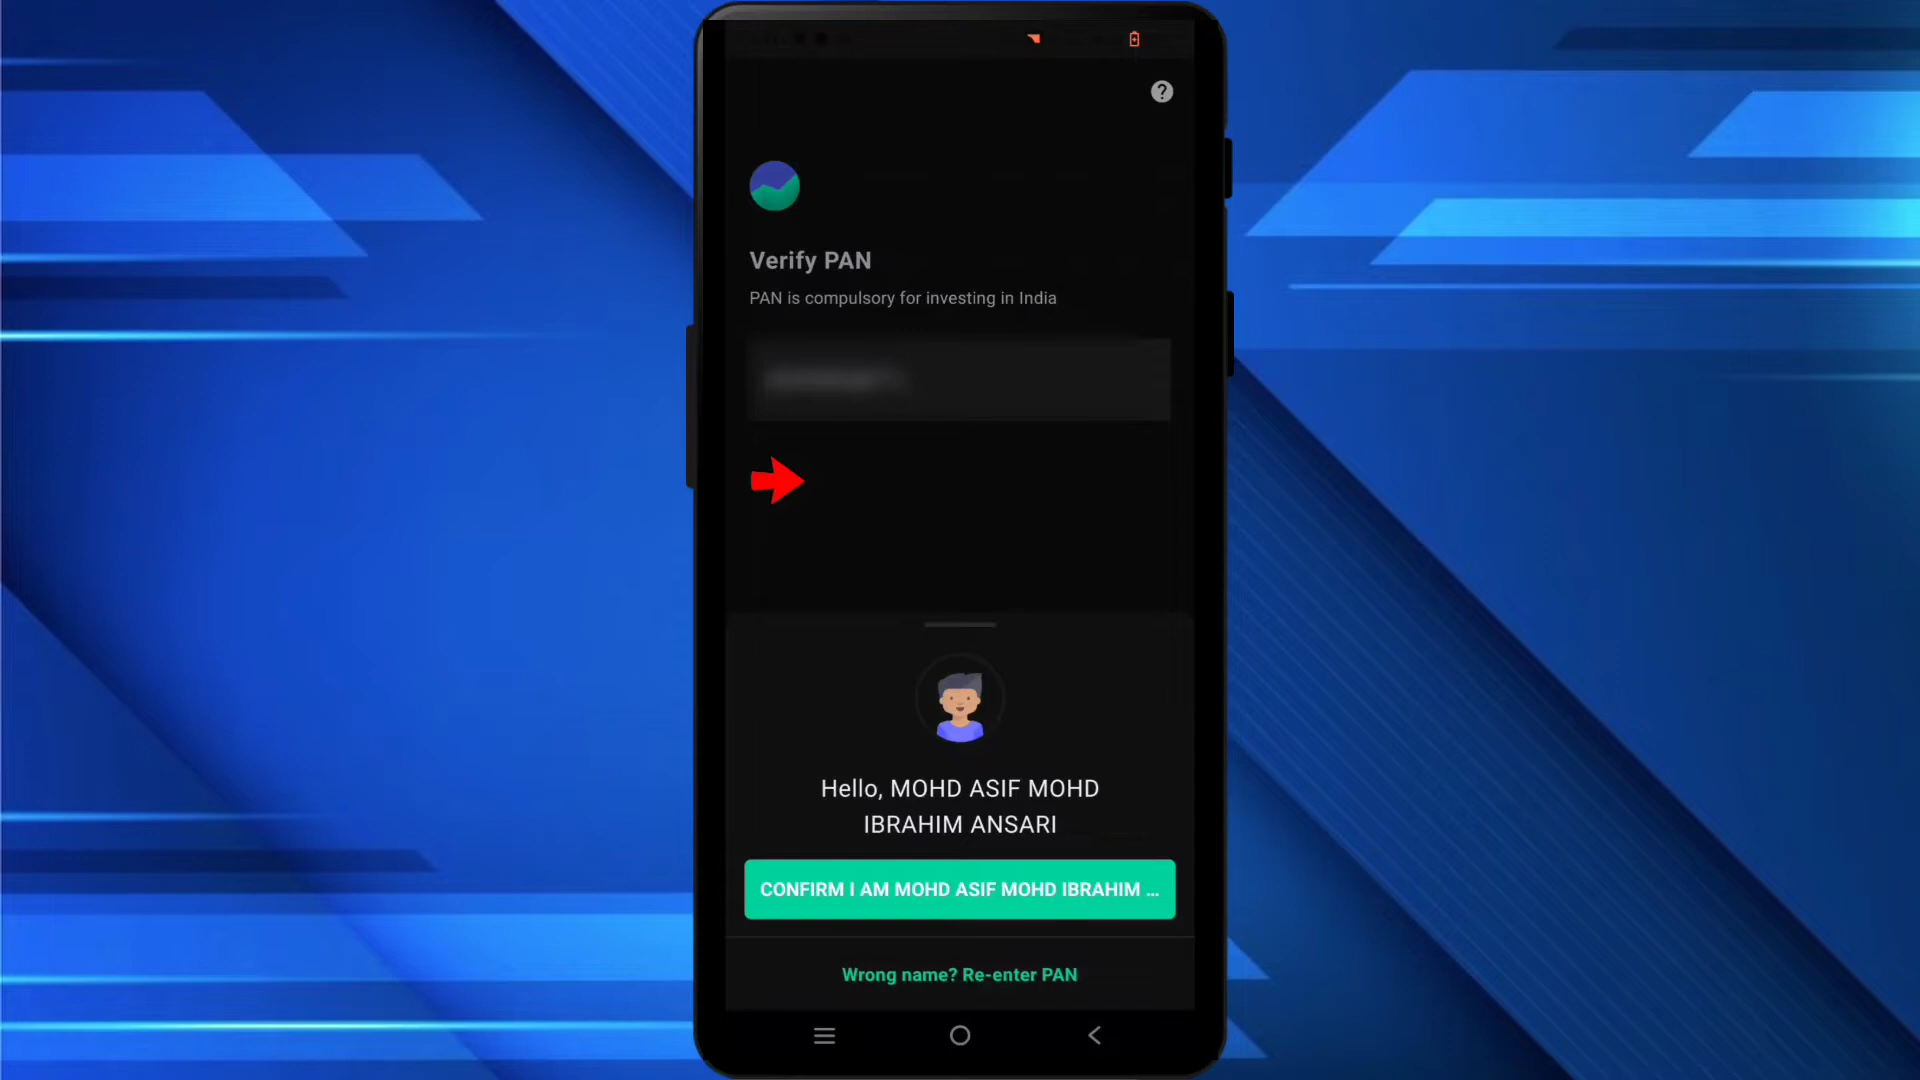 Verify PAN
PAN is compulsory for investing in India
Hello, MOHD ASIF MOHD
IBRAHIM ANSARI
CONFIRM I AM MOHD ASIF MOHD IBRAHIM ...
Wrong name? Re-enter PAN